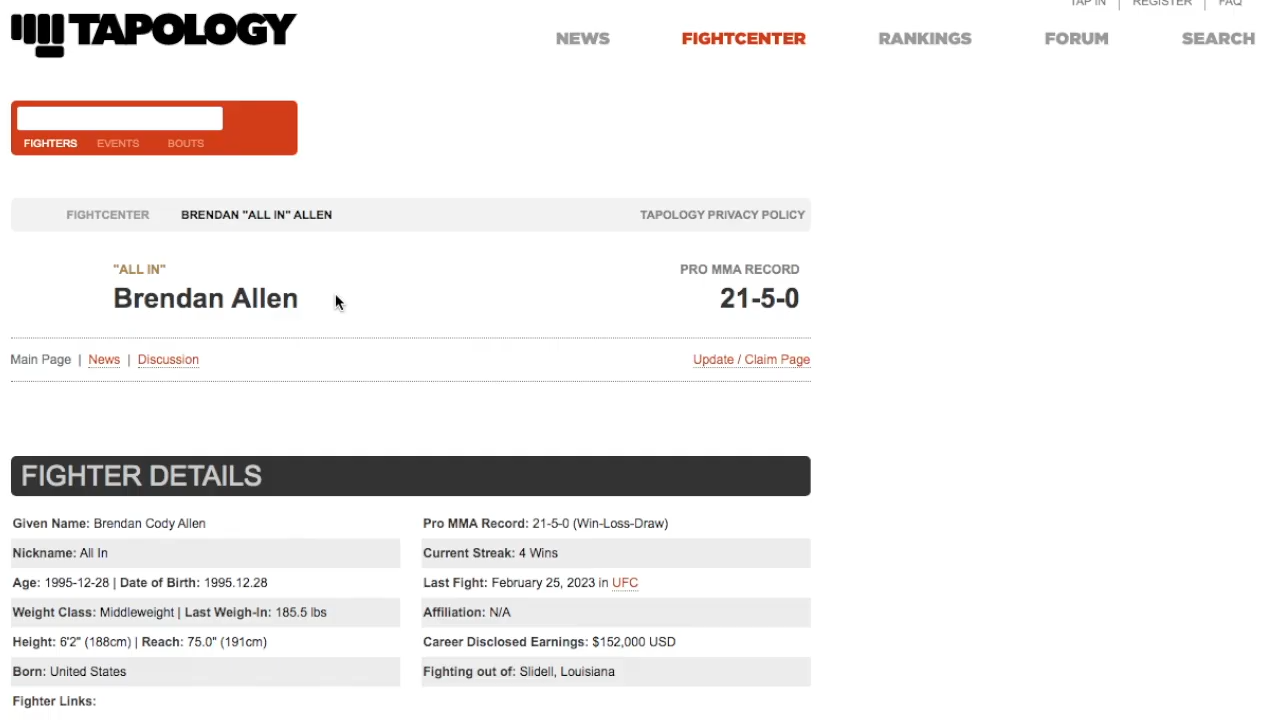 TAP IN | REGISTER | FAQ
TAPOLOGY
NEWS FIGHTCENTER RANKINGS FORUM SEARCH
FIGHTERS EVENTS BOUTS
FIGHTCENTER BRENDAN "ALL IN" ALLEN TAPOLOGY PRIVACY POLICY
"ALL IN" PRO MMA RECORD
Brendan Allen 21-5-0
Main Page | News | Discussion Update / Claim Page
FIGHTER DETAILS
Given Name: Brendan Cody Allen Pro MMA Record: 21-5-0 (Win-Loss-Draw)
Nickname: All In Current Streak: 4 Wins
Age: 1995-12-28 | Date of Birth: 1995.12.28 Last Fight: February 25, 2023 in UFC
Weight Class: Middleweight | Last Weigh-In: 185.5 lbs Affiliation: N/A
Height: 6'2" (188cm) | Reach: 75.0" (191cm) Career Disclosed Earnings: $152,000 USD
Born: United States Fighting out of: Slidell, Louisiana
Fighter Links: